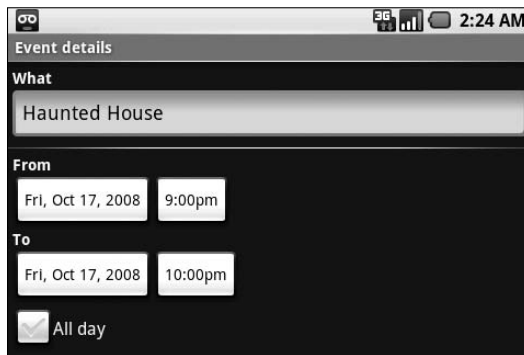 3G 2:24 AM
Event details
What
Haunted House
From
Fri, Oct 17, 2008 9:00pm
To
Fri, Oct 17, 2008 10:00pm
All day